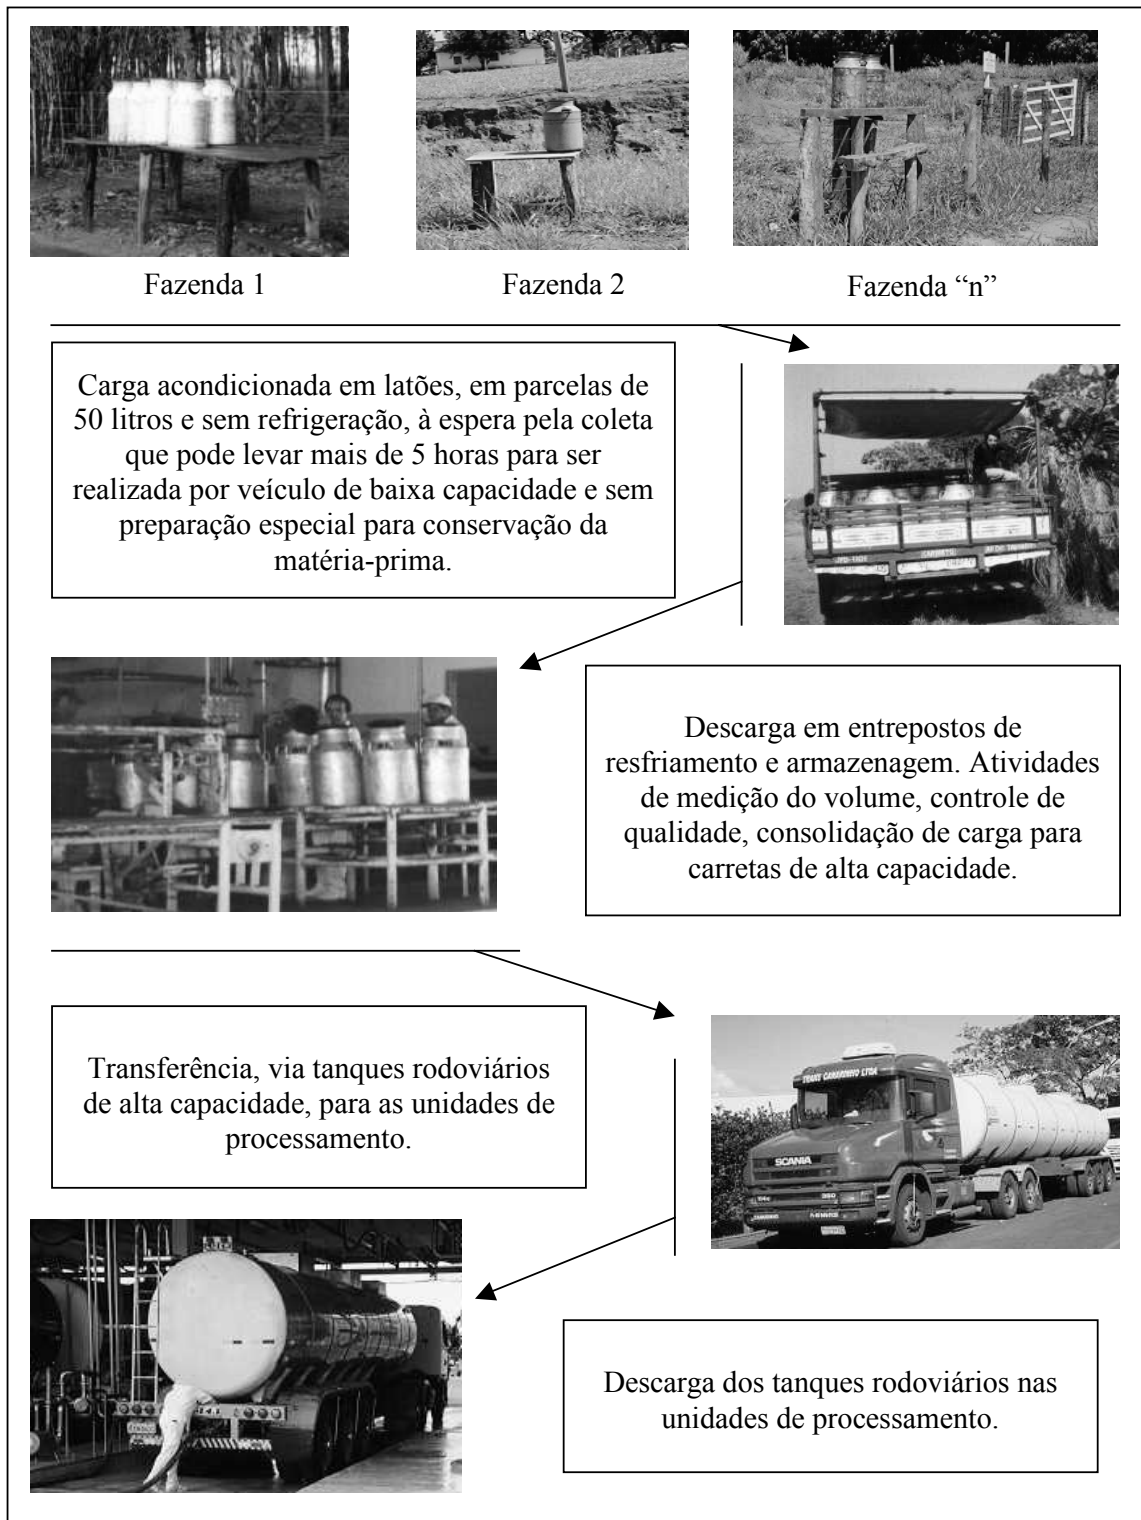 Fazenda 1
Fazenda 2
Fazenda “n”
Carga acondicionada em latões, em parcelas de
50 litros e sem refrigeração, à espera pela coleta
que pode levar mais de 5 horas para ser
realizada por veículo de baixa capacidade e sem
preparação especial para conservação da
matéria-prima.
Descarga em entrepostos de
resfriamento e armazenagem. Atividades
de medição do volume, controle de
qualidade, consolidação de carga para
carretas de alta capacidade.
Transferência, via tanques rodoviários
de alta capacidade, para as unidades de
processamento.
TRANS CAMARINHO LTDA
SCANIA
Descarga dos tanques rodoviários nas
unidades de processamento.